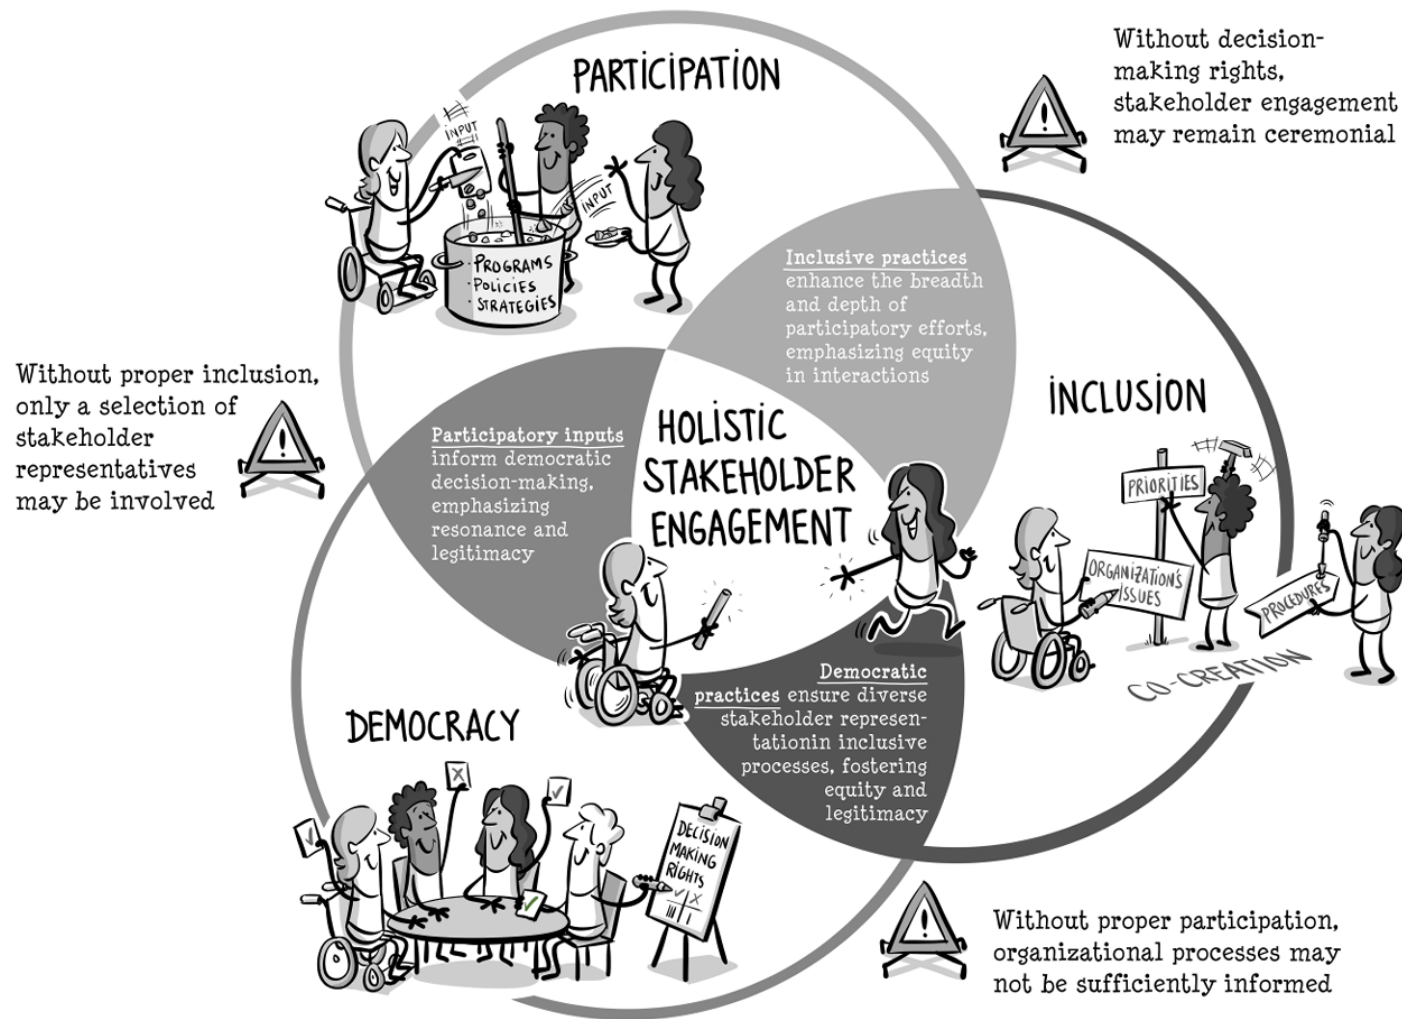 PARTICIPATION
INPUT
INPUT
· PROGRAMS
· POLICIES
· STRATEGIES
Without decision-
making rights,
stakeholder engagement
may remain ceremonial
Inclusive practices
enhance the breadth
and depth of
participatory efforts,
emphasizing equity
in interactions
Without proper inclusion,
only a selection of
stakeholder
representatives
may be involved
Participatory inputs
inform democratic
decision-making,
emphasizing
resonance and
legitimacy
HOLISTIC
STAKEHOLDER
ENGAGEMENT
INCLUSION
PRIORITIES
ORGANIZATION'S
ISSUES
PROCEDURES
CO-CREATION
Democratic
practices ensure diverse
stakeholder represen-
tationin inclusive
processes, fostering
equity and
legitimacy
DEMOCRACY
DECISION
MAKING
RIGHTS
Without proper participation,
organizational processes may
not be sufficiently informed